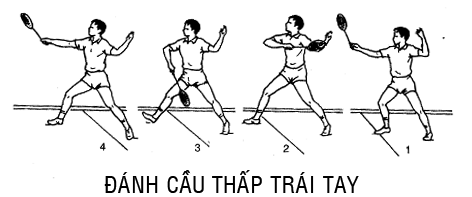 4 3 2 1
ĐÁNH CẦU THẤP TRÁI TAY